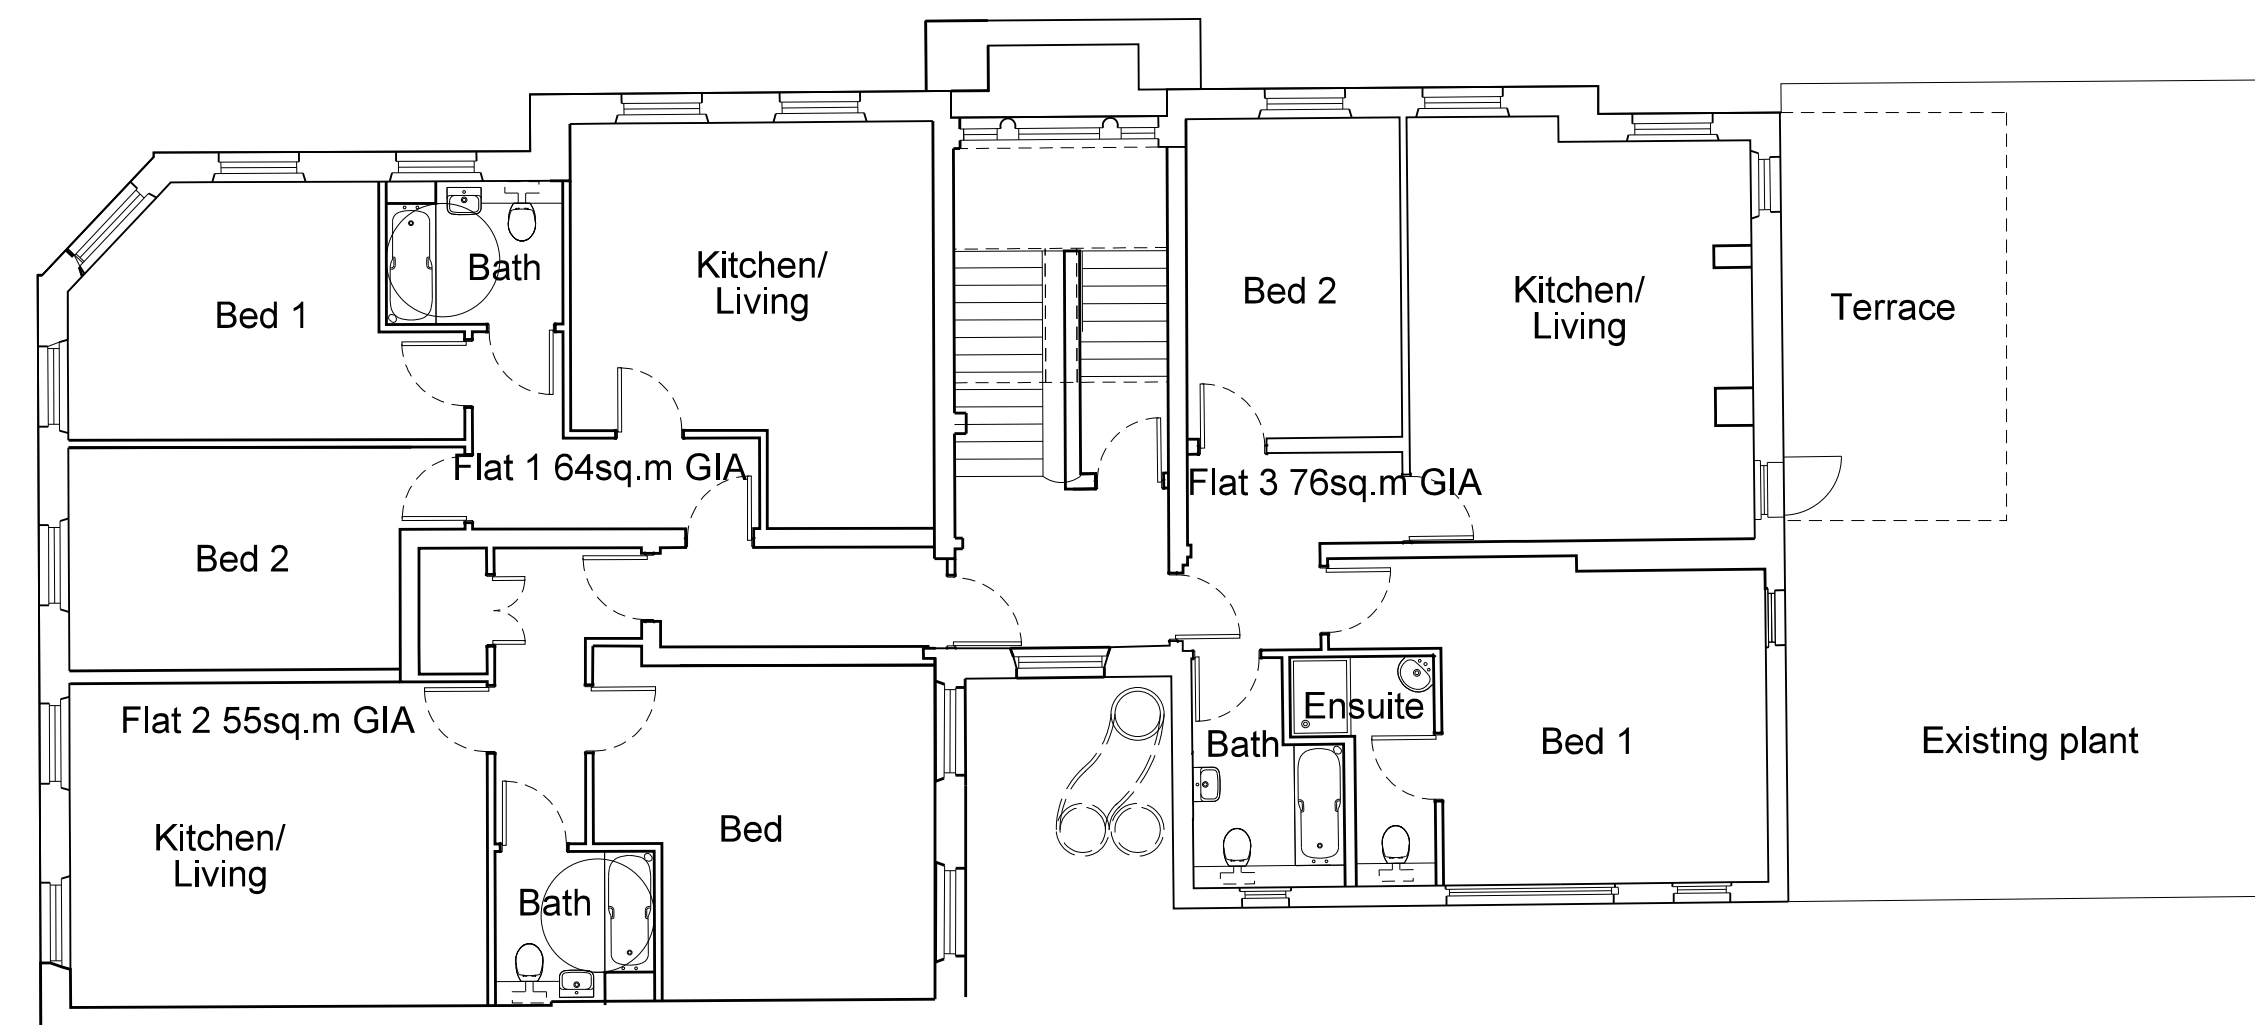 Bath
Kitchen/
Living
Bed 1
Bed 2
Kitchen/
Living
Terrace
Flat 1 64sq.m GIA
Flat 3 76sq.m GIA
Bed 2
Flat 2 55sq.m GIA
Ensuite
Bath
Bed 1
Existing plant
Kitchen/
Living
Bed
Bath